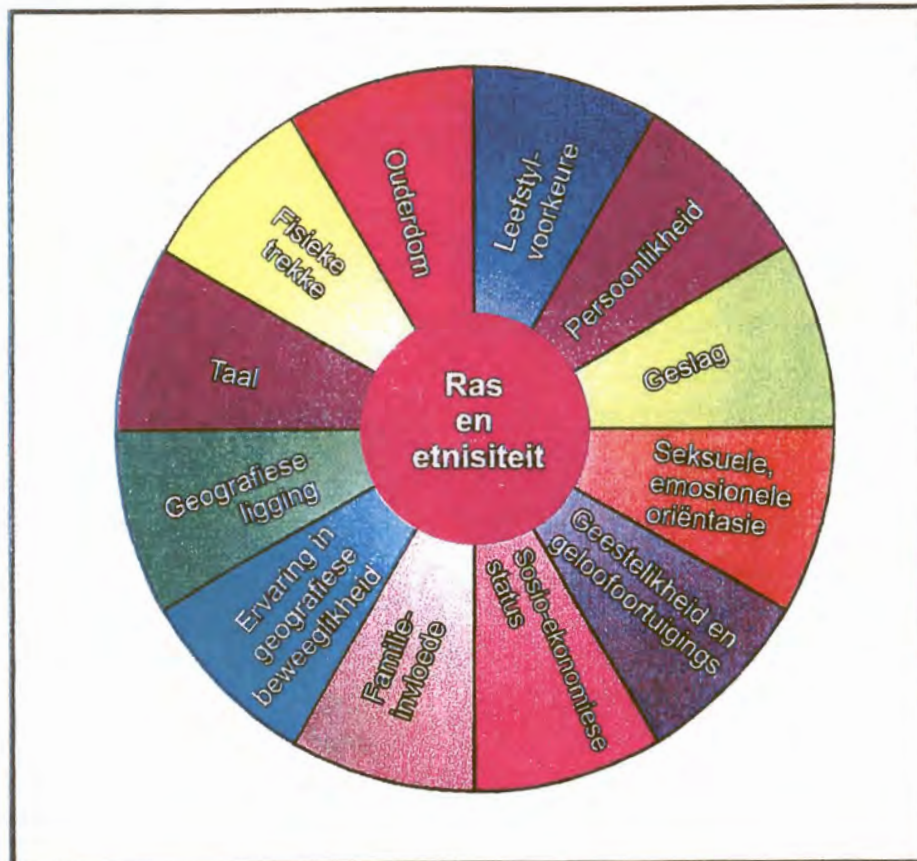 Ras
en
etnisiteit
Leefstyl-
voorkeure
Persoonlikheid
Geslag
Seksuele,
emosionele
oriëntasie
Geestelikheid en
geloofoortuigings
Sosio-ekonomiese
status
Familie-
invloede
Ervaring in
geografiese
beweeglikheid
Geografiese
ligging
Taal
Fisieke
trekke
Ouderdom